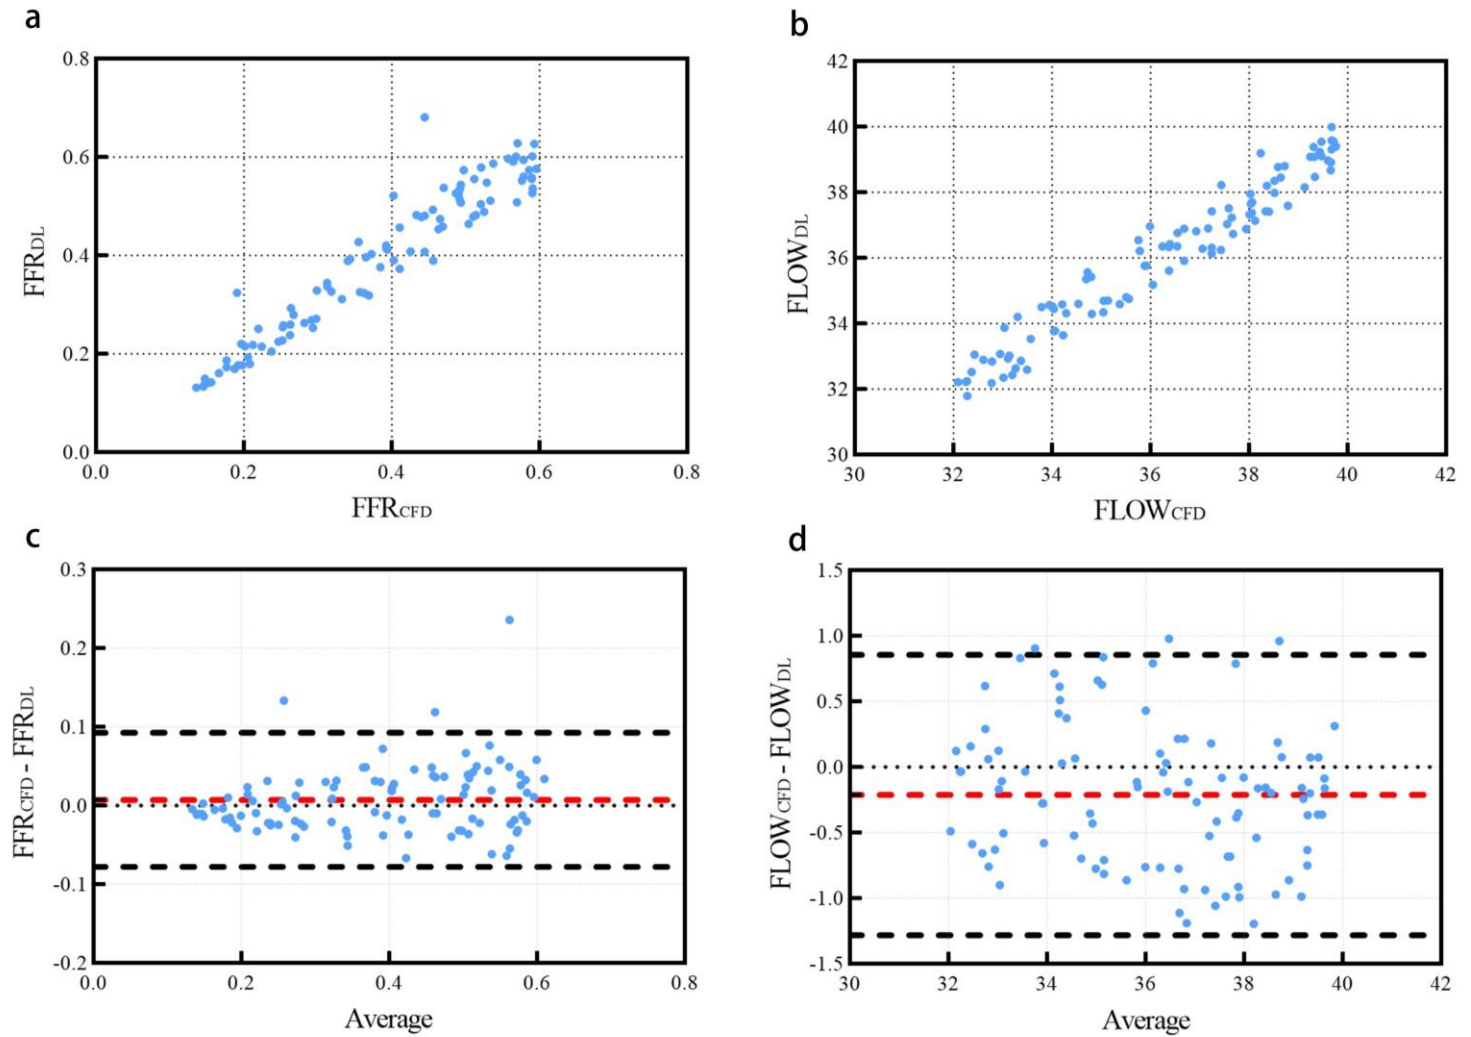 a
0.8
0.6
0.4
0.2
0.0
FFRDL
0.0 0.2 0.4 0.6 0.8
FFRCFD
b
42
40
38
36
34
32
30
FLOWDL
30 32 34 36 38 40 42
FLOWCFD
c
0.3
0.2
0.1
0.0
-0.1
-0.2
FFRCFD - FFRDL
0.0 0.2 0.4 0.6 0.8
Average
d
1.5
1.0
0.5
0.0
-0.5
-1.0
-1.5
FLOWCFD - FLOWDL
30 32 34 36 38 40 42
Average